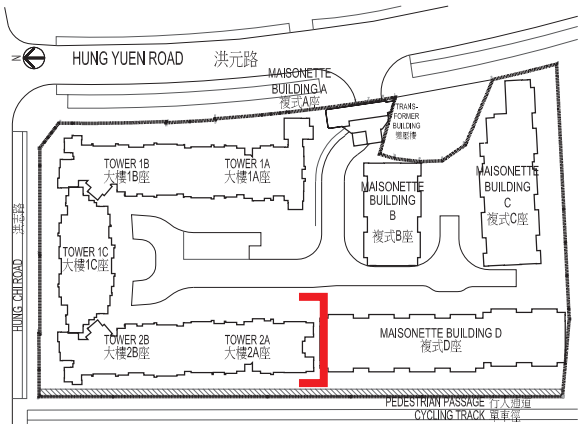 N
HUNG YUEN ROAD 洪元路
MAISONETTE
BUILDING A
複式A座
TRANS-
FORMER
BUILDING
變壓樓
TOWER 1B
大樓1B座
TOWER 1A
大樓1A座
MAISONETTE
BUILDING
B
複式B座
MAISONETTE
BUILDING
C
複式C座
HUNG CHI ROAD 洪志路
TOWER 1C
大樓1C座
TOWER 2B
大樓2B座
TOWER 2A
大樓2A座
MAISONETTE BUILDING D
複式D座
PEDESTRIAN PASSAGE 行人通道
CYCLING TRACK 單車徑